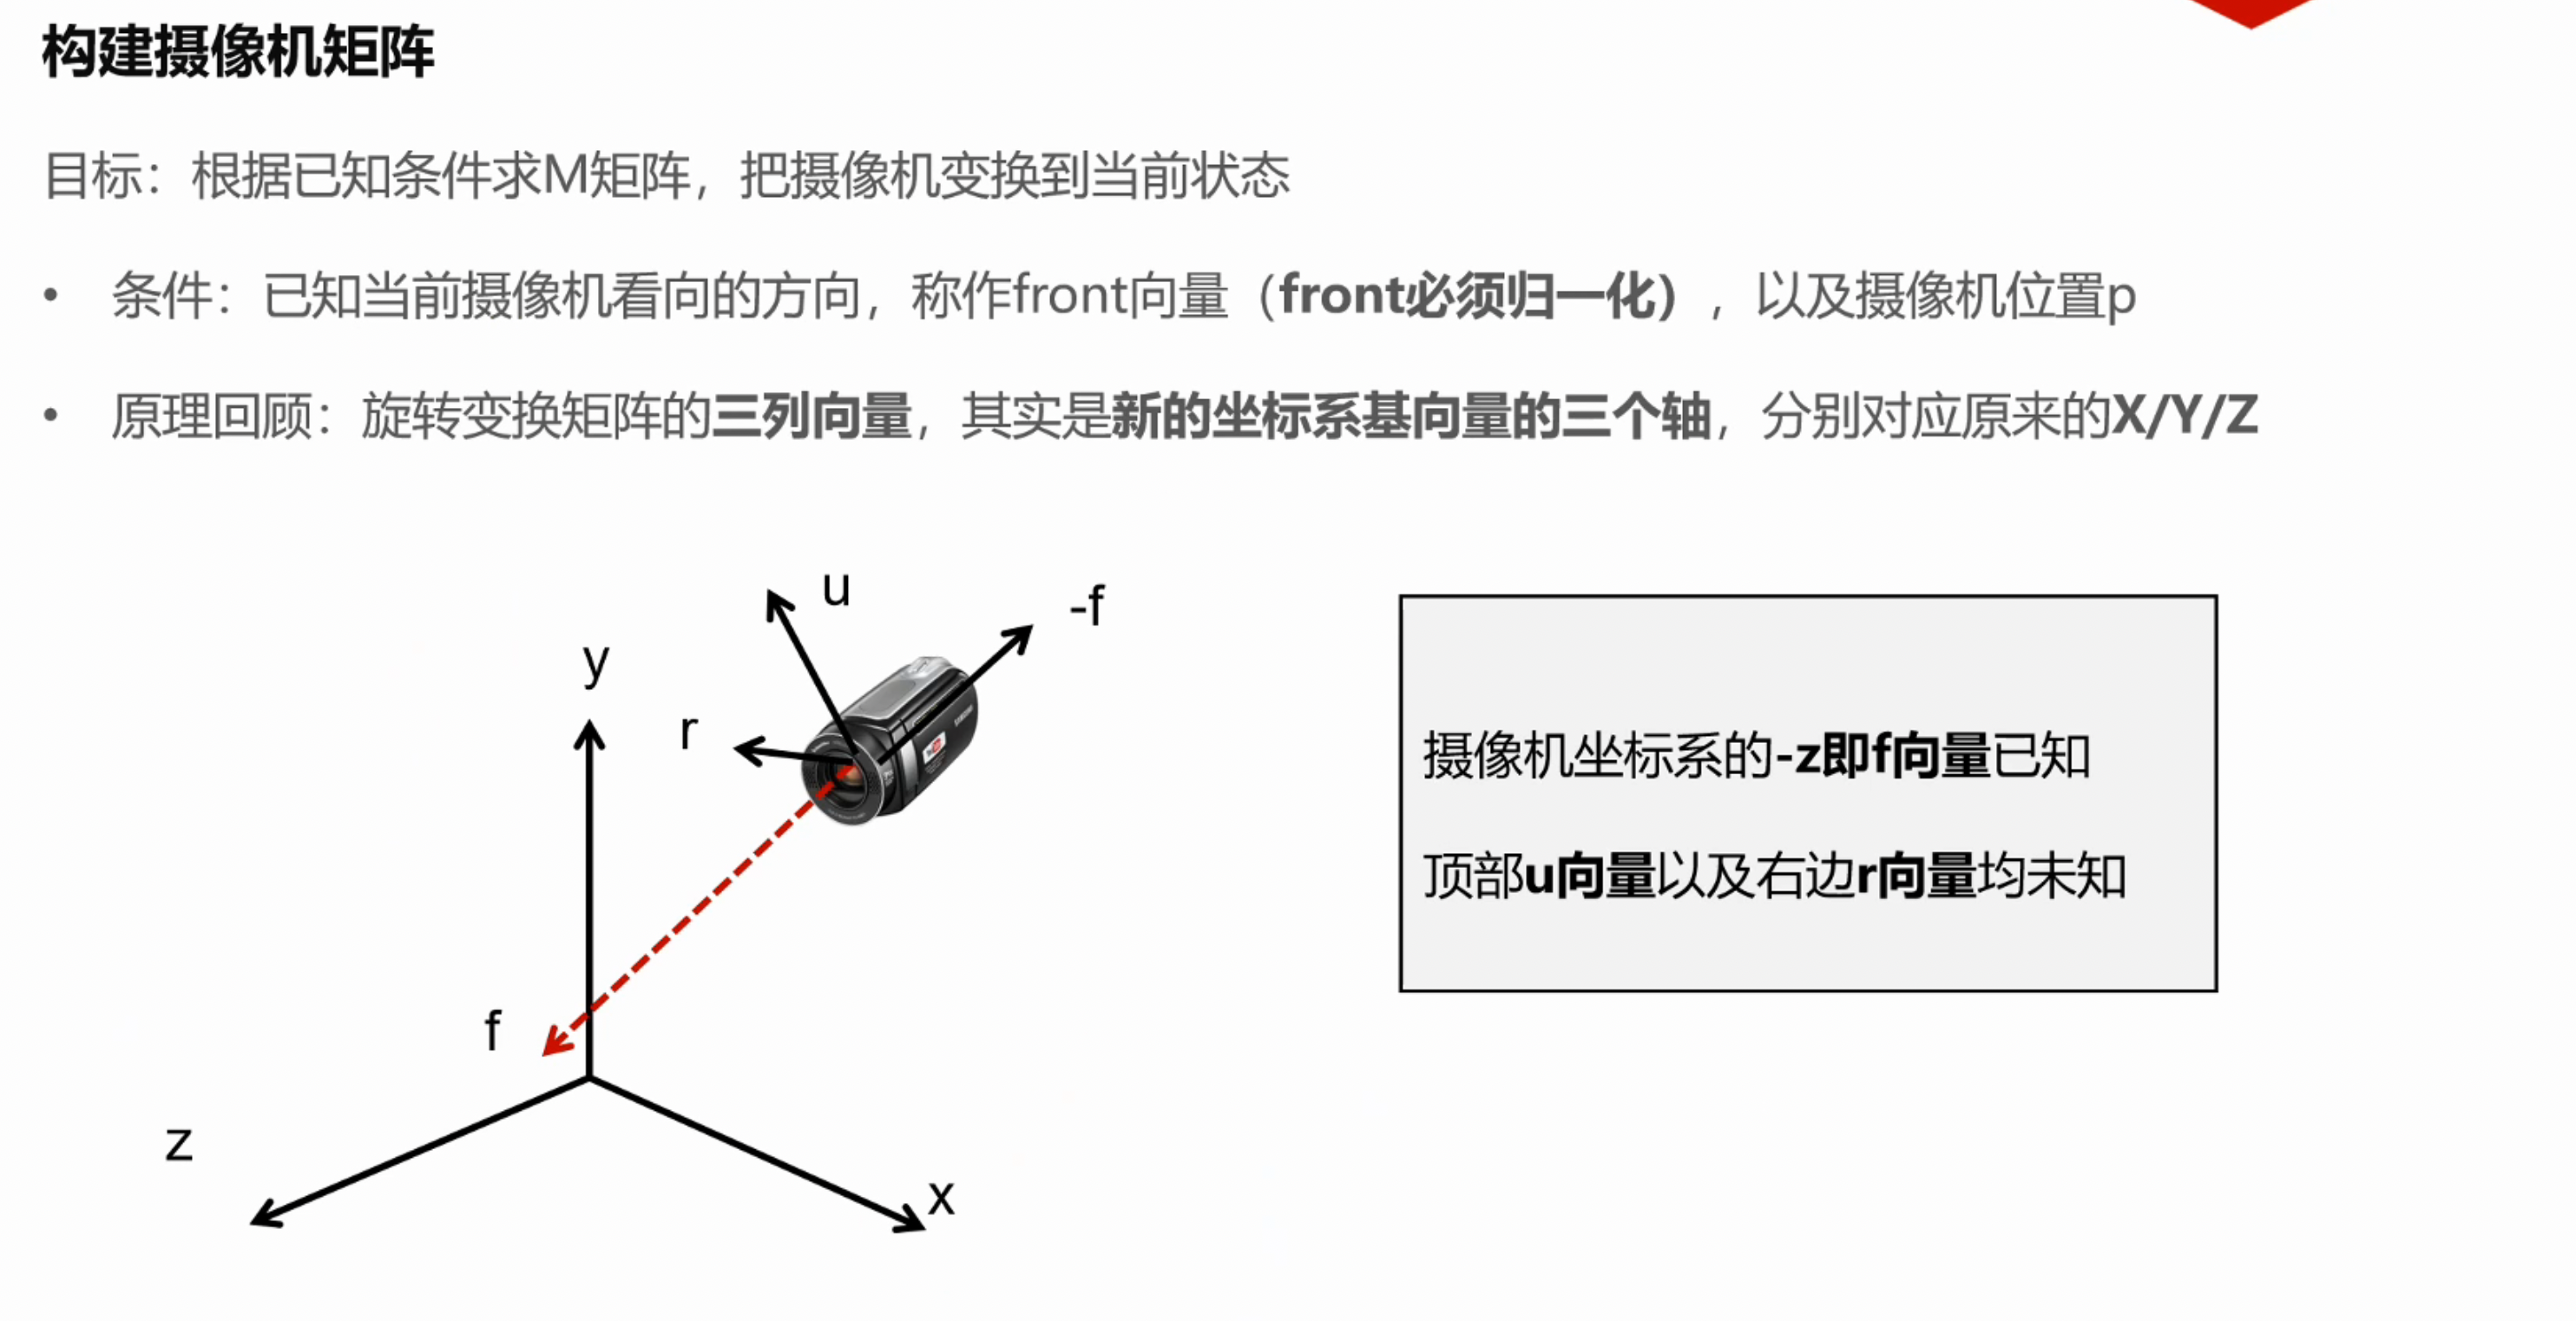 构建摄像机矩阵
目标：根据已知条件求M矩阵，把摄像机变换到当前状态
• 条件：已知当前摄像机看向的方向，称作front向量（front必须归一化），以及摄像机位置p
• 原理回顾：旋转变换矩阵的三列向量，其实是新的坐标系基向量的三个轴，分别对应原来的X/Y/Z
u
-f
y
r
摄像机坐标系的-z即f向量已知
顶部u向量以及右边r向量均未知
f
z
x